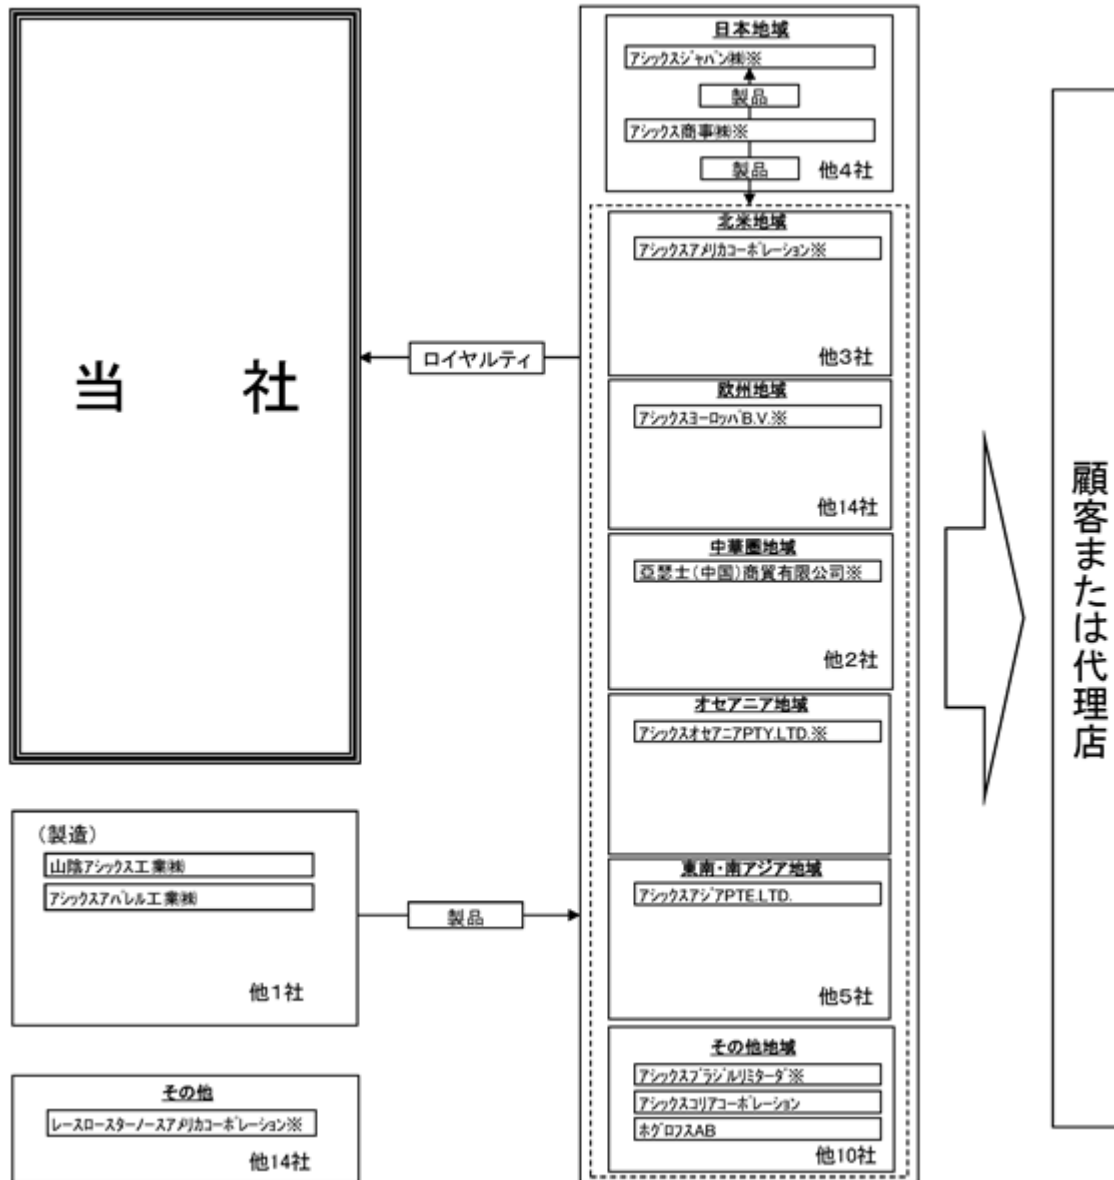 当 社
ロイヤルティ
(製造)
山陰アシックス工業㈱
アシックスアパレル工業㈱
他1社
製品
その他
レースロースターノースアメリカコーポレーション※
他14社
日本地域
アシックスジャパン㈱※
製品
アシックス商事㈱※
製品
他4社
北米地域
アシックスアメリカコーポレーション※
他3社
欧州地域
アシックスヨーロッパB.V.※
他14社
中華圏地域
亞瑟士(中国)商貿有限公司※
他2社
オセアニア地域
アシックスオセアニアPTY.LTD.※
東南・南アジア地域
アシックスアジアPTE.LTD.
他5社
その他地域
アシックスブラジルリミターダ※
アシックスコリアコーポレーション
ホグロフスAB
他10社
顧客または代理店